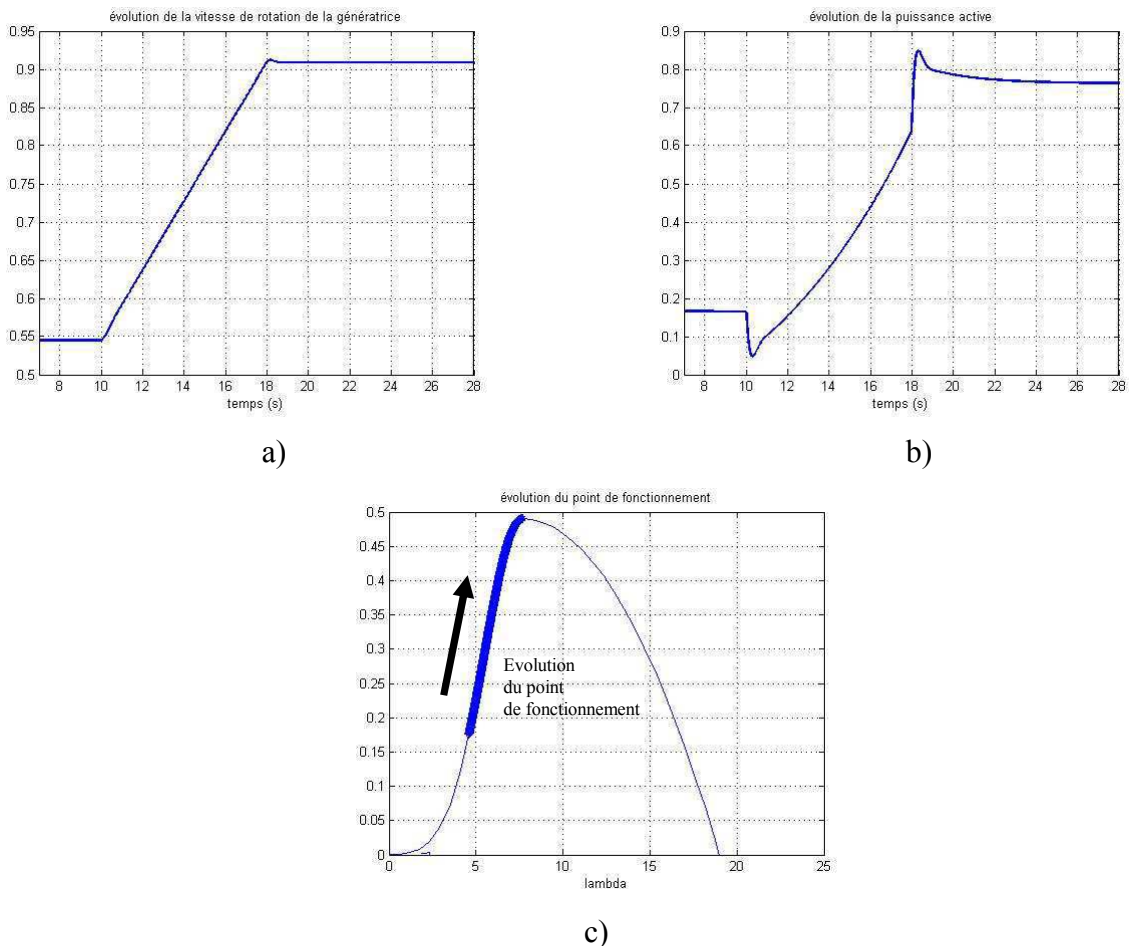 évolution de la vitesse de rotation de la génératrice
0.95
0.9
0.85
0.8
0.75
0.7
0.65
0.6
0.55
0.5
8 10 12 14 16 18 20 22 24 26 28
temps (s)
a)
évolution de la puissance active
0.9
0.8
0.7
0.6
0.5
0.4
0.3
0.2
0.1
0
8 10 12 14 16 18 20 22 24 26 28
temps (s)
b)
évolution du point de fonctionnement
0.5
0.45
0.4
0.35
0.3
0.25
0.2
0.15
0.1
0.05
0
Evolution
du point
de fonctionnement
0 5 10 15 20 25
lambda
c)